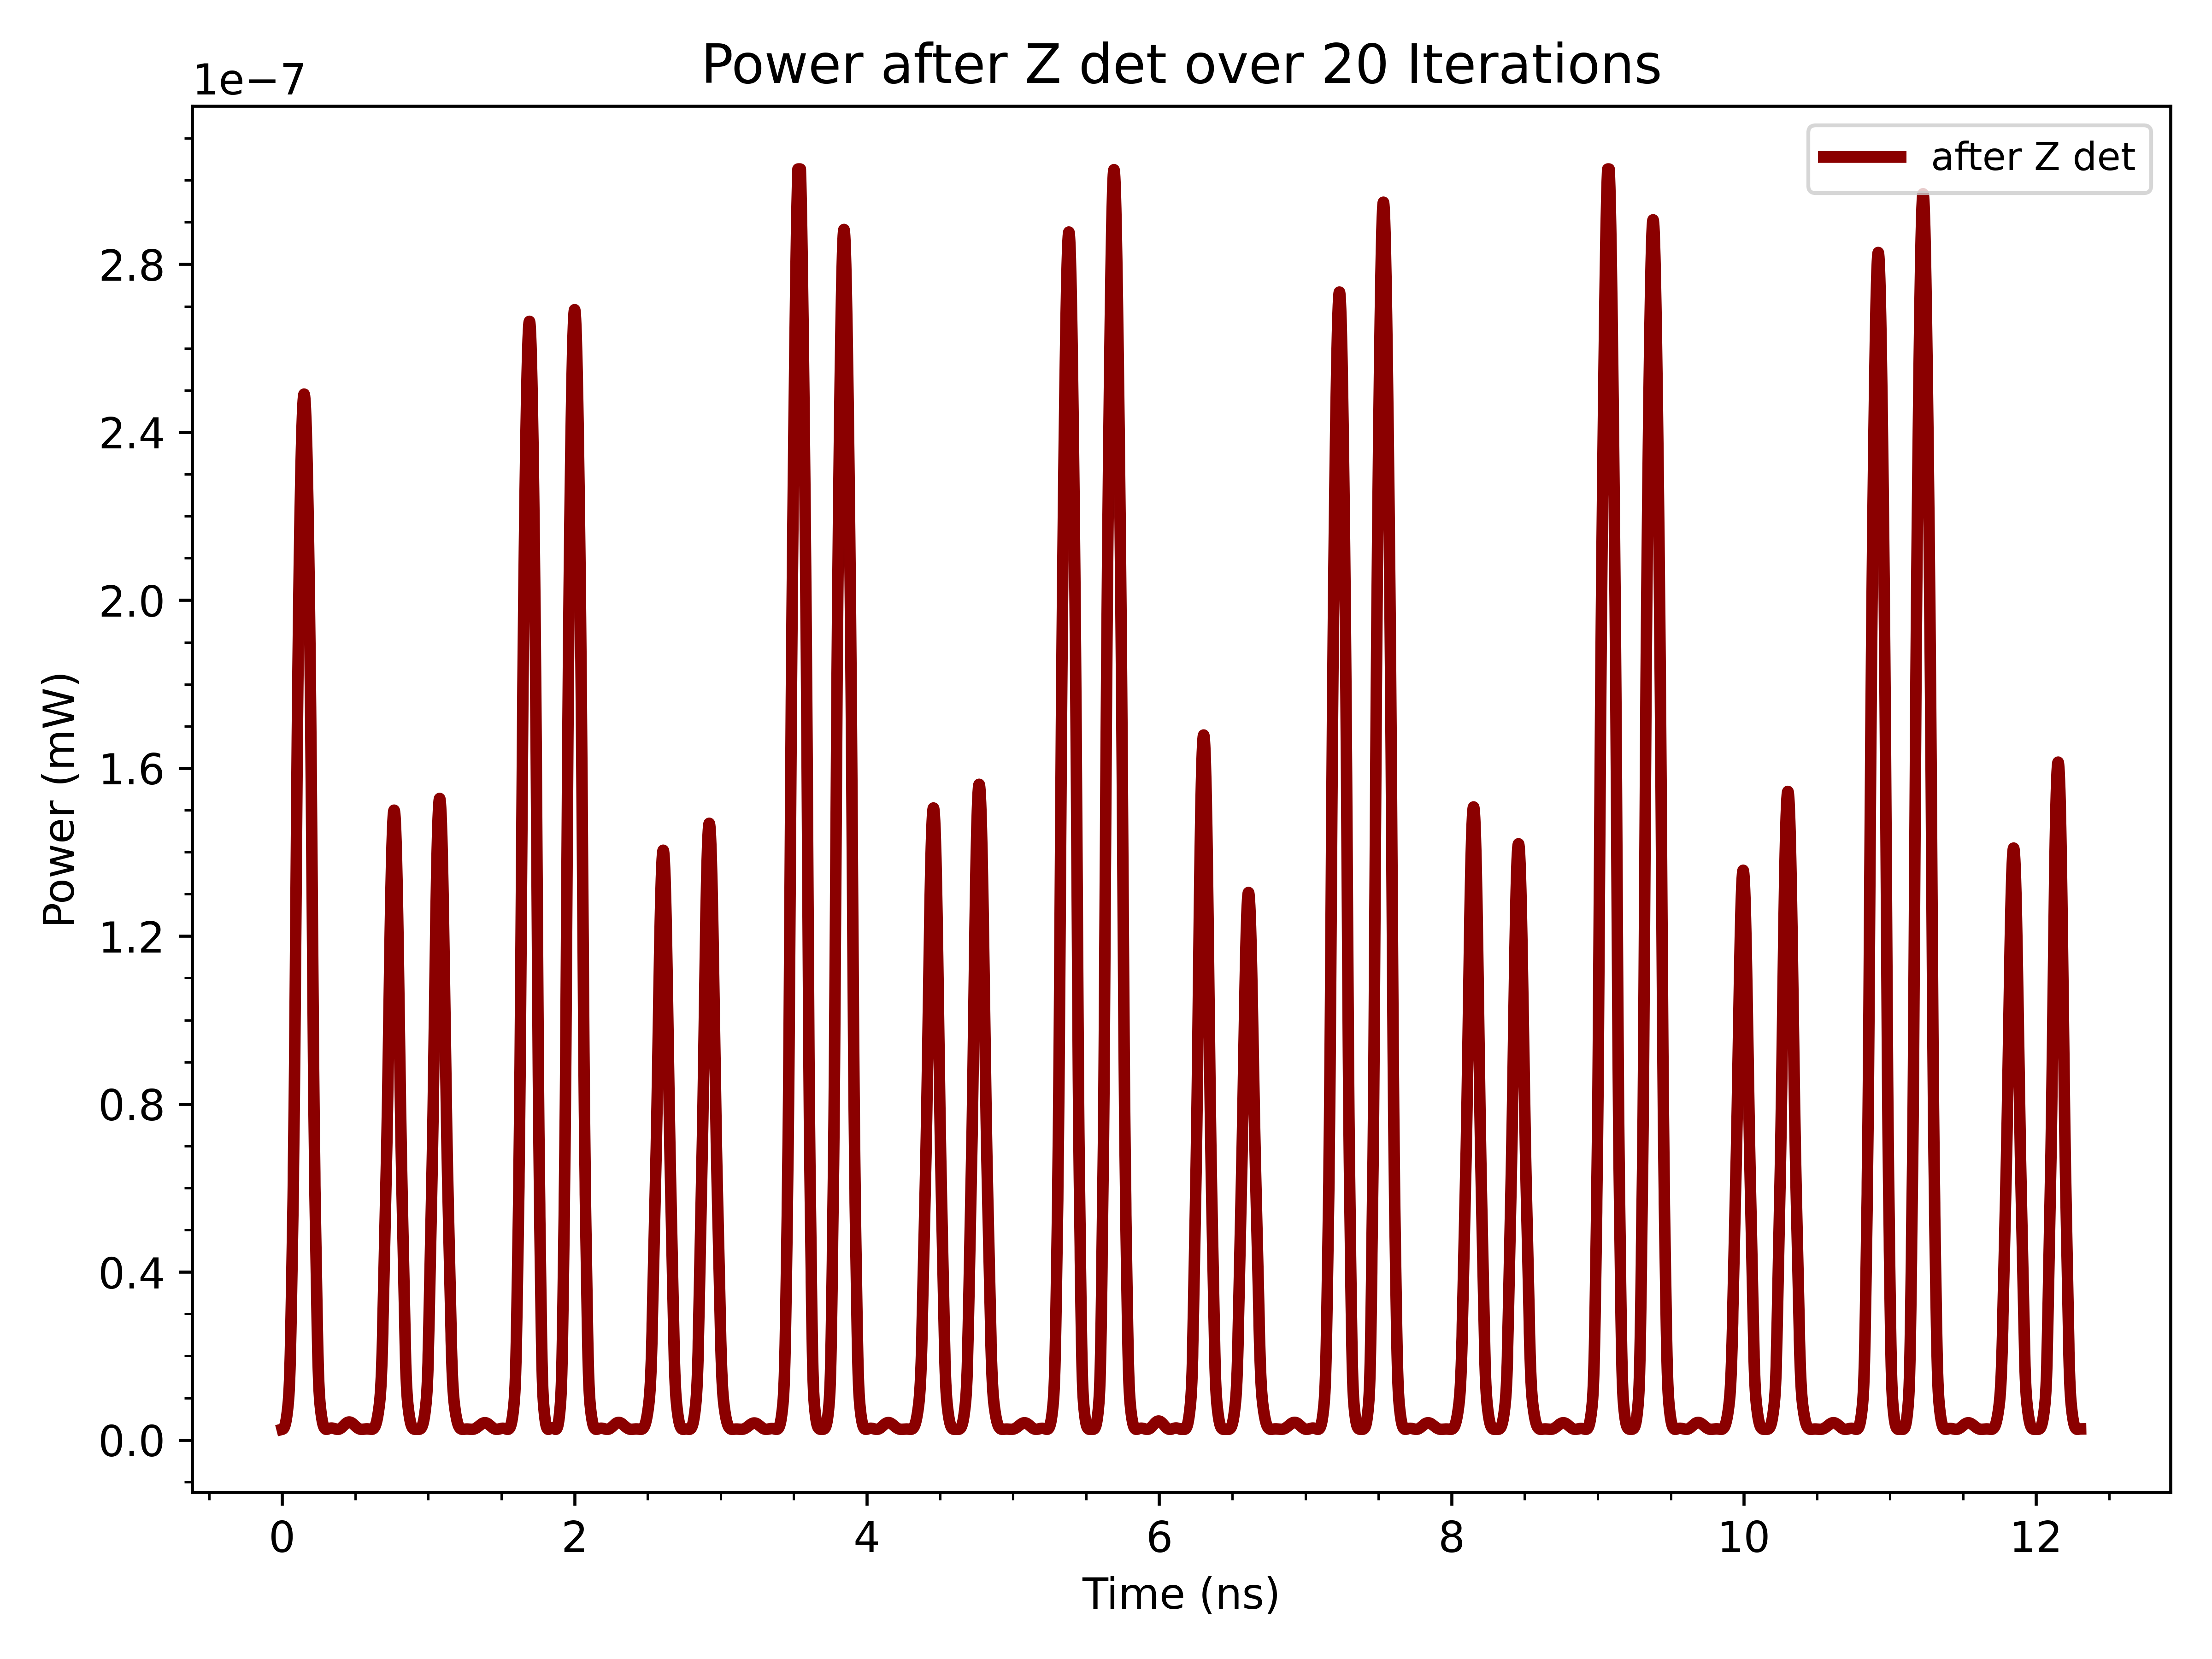 Power after Z det over 20 Iterations
1e−7
after Z det
2.8
2.4
2.0
1.6
1.2
0.8
0.4
0.0
Power (mW)
0 2 4 6 8 10 12
Time (ns)